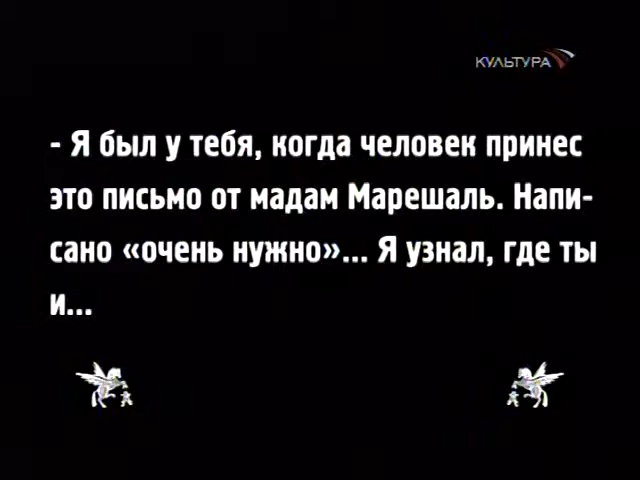 КУЛЬТУРА
- Я был у тебя, когда человек принес
это письмо от мадам Марешаль. Напи-
сано «очень нужно»... Я узнал, где ты
и...